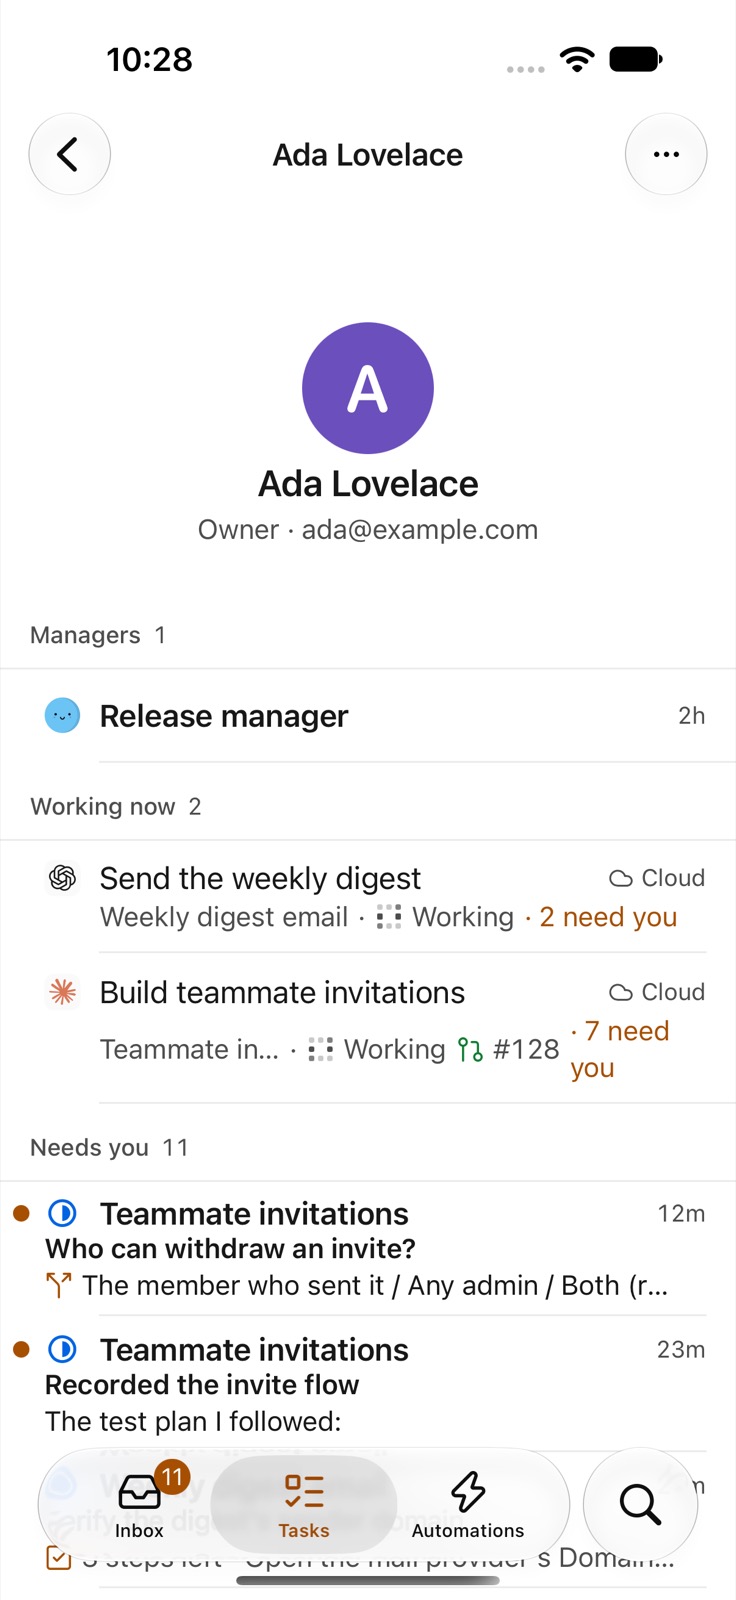 10:28
Ada Lovelace
A
Ada Lovelace
Owner · ada@example.com
Managers 1
Release manager 2h
Working now 2
Send the weekly digest Cloud
Weekly digest email · Working · 2 need you
Build teammate invitations Cloud
Teammate in... · Working #128 · 7 need you
Needs you 11
Teammate invitations 12m
Who can withdraw an invite?
The member who sent it / Any admin / Both (r...
Teammate invitations 23m
Recorded the invite flow
The test plan I followed:
11
Inbox
Tasks
Automations